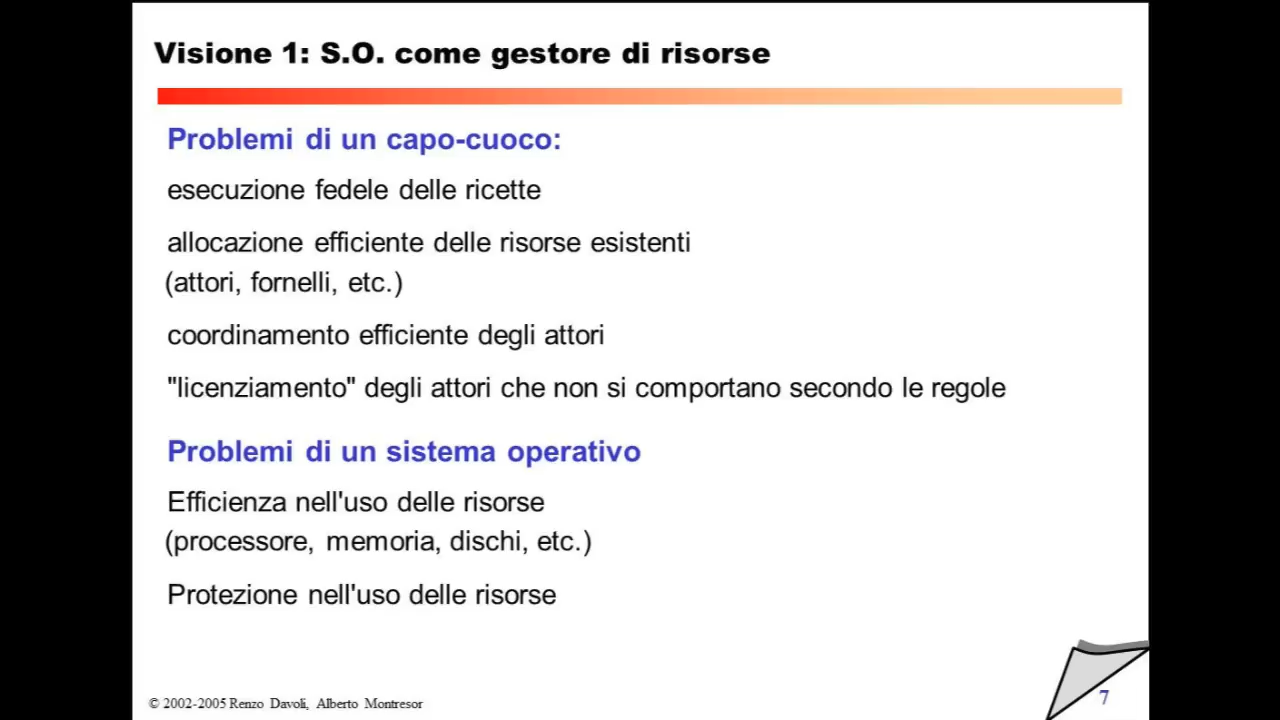 Visione 1: S.O. come gestore di risorse
Problemi di un capo-cuoco:
esecuzione fedele delle ricette
allocazione efficiente delle risorse esistenti
(attori, fornelli, etc.)
coordinamento efficiente degli attori
"licenziamento" degli attori che non si comportano secondo le regole
Problemi di un sistema operativo
Efficienza nell'uso delle risorse
(processore, memoria, dischi, etc.)
Protezione nell'uso delle risorse
© 2002-2005 Renzo Davoli, Alberto Montresor
7